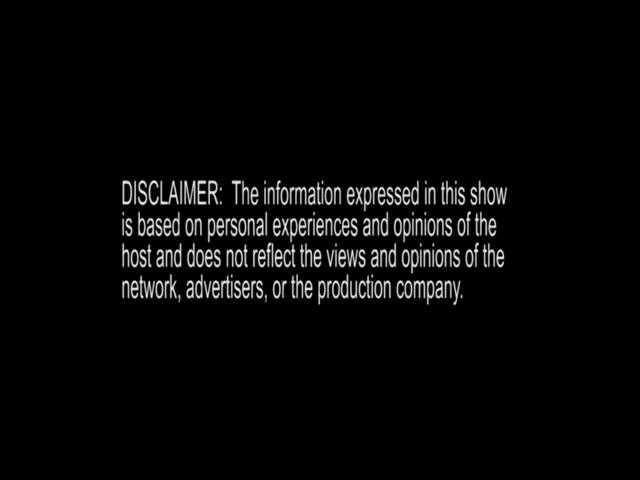 DISCLAIMER:  The information expressed in this show
is based on personal experiences and opinions of the
host and does not reflect the views and opinions of the
network, advertisers, or the production company.